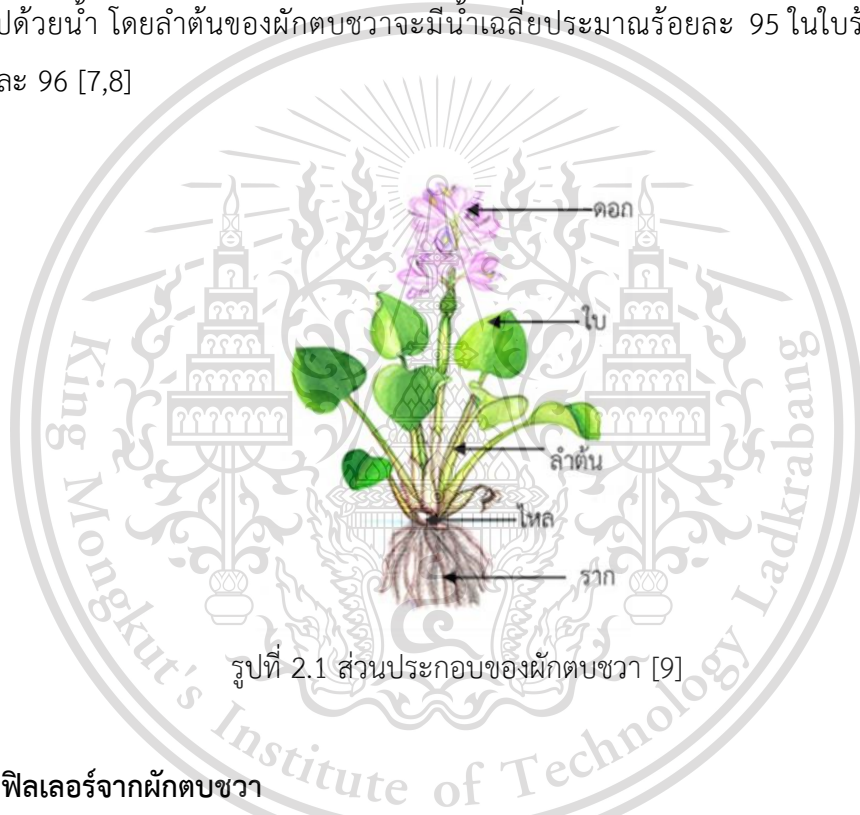 ปด้วยน้ำ โดยลำต้นของผักตบชวาจะมีน้ำเฉลี่ยประมาณร้อยละ 95 ในใบร้
ละ 96 [7,8]
ดอก
ใบ
ลำต้น
ไหล
ราก
รูปที่ 2.1 ส่วนประกอบของผักตบชวา [9]
King Mongkut's Institute of Technology Ladkrabang
ฟิลเลอร์จากผักตบชวา